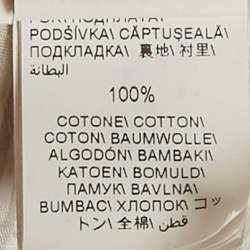 PODŠÍVKA\ CĂPTUŞEALĂ\
ПОДКЛАДКА\ 裏地\ 衬里\
البطانة
100%
COTONE\ COTTON\
COTON\ BAUMWOLLE\
ALGODÓN\ BAMBAKI\
KATOEN\ BOMULD\
ПАМУК\ BAVLNA\
BUMBAC\ ХЛОПОК\ コッ
トン\ 全棉\ قطن